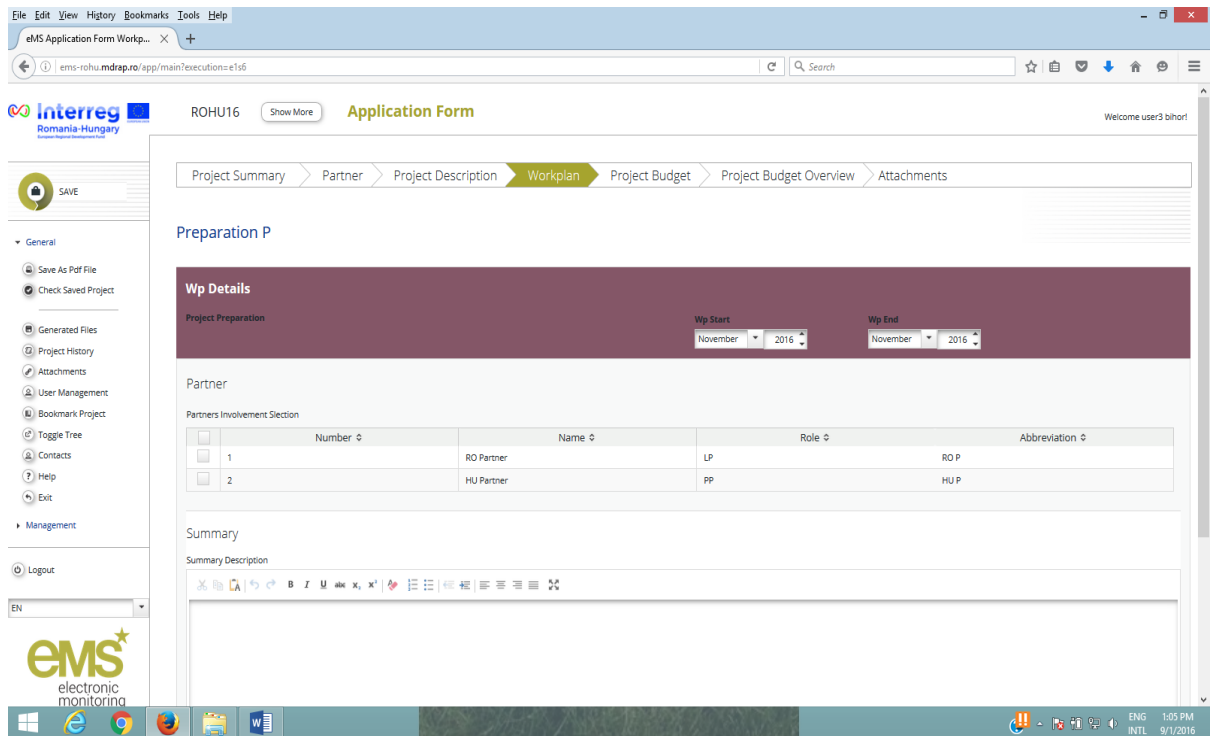 File Edit View History Bookmarks Tools Help
eMS Application Form Workp...
ems-rohu.mdrap.ro/app/main?execution=e1s6
Search
Interreg
Romania-Hungary
European Regional Development Fund
ROHU16 Show More Application Form
Welcome user3 bihor!
Project Summary Partner Project Description Workplan Project Budget Project Budget Overview Attachments
SAVE
General
Save As Pdf File
Check Saved Project
Generated Files
Project History
Attachments
User Management
Bookmark Project
Toggle Tree
Contacts
Help
Exit
Management
Logout
EN
eMS
electronic
monitoring
Preparation P
Wp Details
Project Preparation Wp Start Wp End
November 2016 November 2016
Partner
Partners Involvement Slection
Number Name Role Abbreviation
1 RO Partner LP RO P
2 HU Partner PP HU P
Summary
Summary Description
B I U abc x, x²
ENG 1:05 PM
INTL 9/1/2016